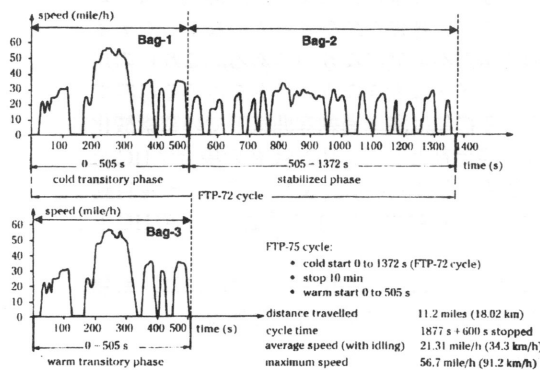 speed (mile/h)
Bag-1
Bag-2
60
50
40
30
20
10
0
100 200 300 400 500 600 700 800 900 1000 1100 1200 1300 1400
0 - 505 s
505 - 1372 s
time (s)
cold transitory phase
stabilized phase
FTP-72 cycle
speed (mile/h)
Bag-3
60
50
40
30
20
10
0
100 200 300 400 500 time (s)
0 - 505 s
warm transitory phase
FTP-75 cycle:
• cold start 0 to 1372 s (FTP-72 cycle)
• stop 10 min
• warm start 0 to 505 s
distance travelled 11.2 miles (18.02 km)
cycle time 1877 s + 600 s stopped
average speed (with idling) 21.31 mile/h (34.3 km/h)
maximum speed 56.7 mile/h (91.2 km/h)